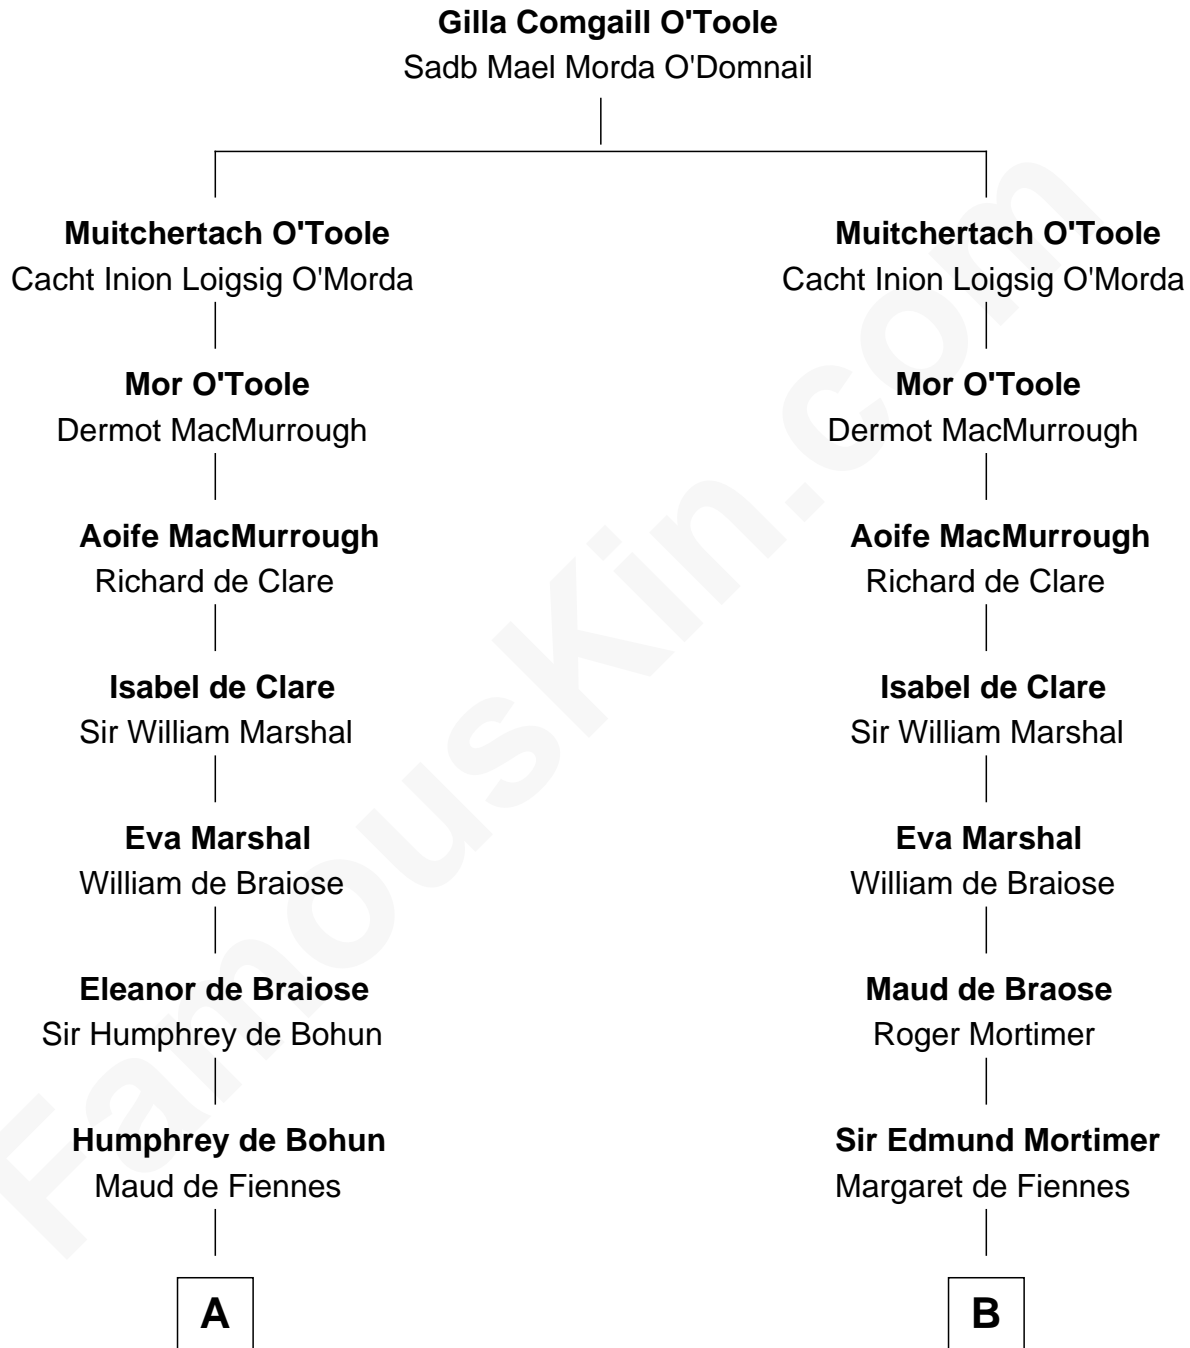 Gilla Comgaill O'Toole
Sadb Mael Morda O'Domnail
Muitchertach O'Toole
Cacht Inion Loigsig O'Morda
Mor O'Toole
Dermot MacMurrough
Aoife MacMurrough
Richard de Clare
Isabel de Clare
Sir William Marshal
Eva Marshal
William de Braiose
Eleanor de Braiose
Sir Humphrey de Bohun
Humphrey de Bohun
Maud de Fiennes
A
Muitchertach O'Toole
Cacht Inion Loigsig O'Morda
Mor O'Toole
Dermot MacMurrough
Aoife MacMurrough
Richard de Clare
Isabel de Clare
Sir William Marshal
Eva Marshal
William de Braiose
Maud de Braose
Roger Mortimer
Sir Edmund Mortimer
Margaret de Fiennes
B
FamousKin.com